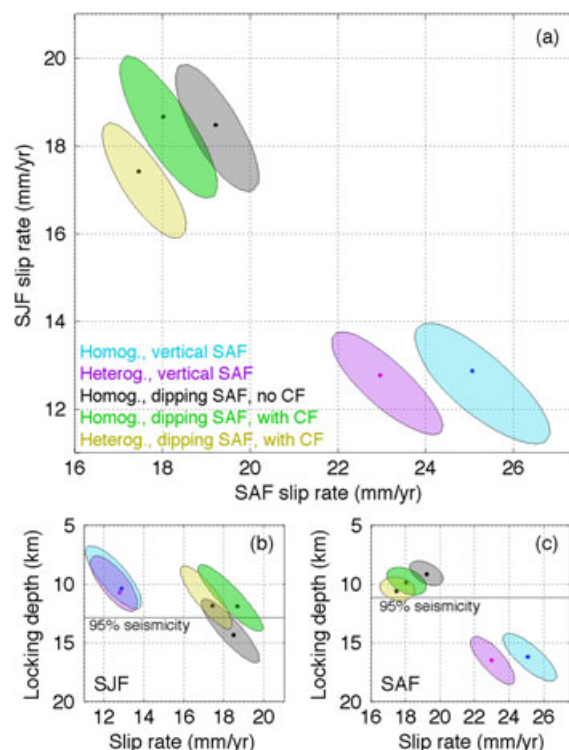 (a)
20
18
16
14
12
SJF slip rate (mm/yr)
Homog., vertical SAF
Heterog., vertical SAF
Homog., dipping SAF, no CF
Homog., dipping SAF, with CF
Heterog., dipping SAF, with CF
16 18 20 22 24 26
SAF slip rate (mm/yr)
(b)
5
10
15
20
Locking depth (km)
95% seismicity
SJF
12 14 16 18 20
Slip rate (mm/yr)
(c)
5
10
15
20
Locking depth (km)
95% seismicity
SAF
16 18 20 22 24 26
Slip rate (mm/yr)